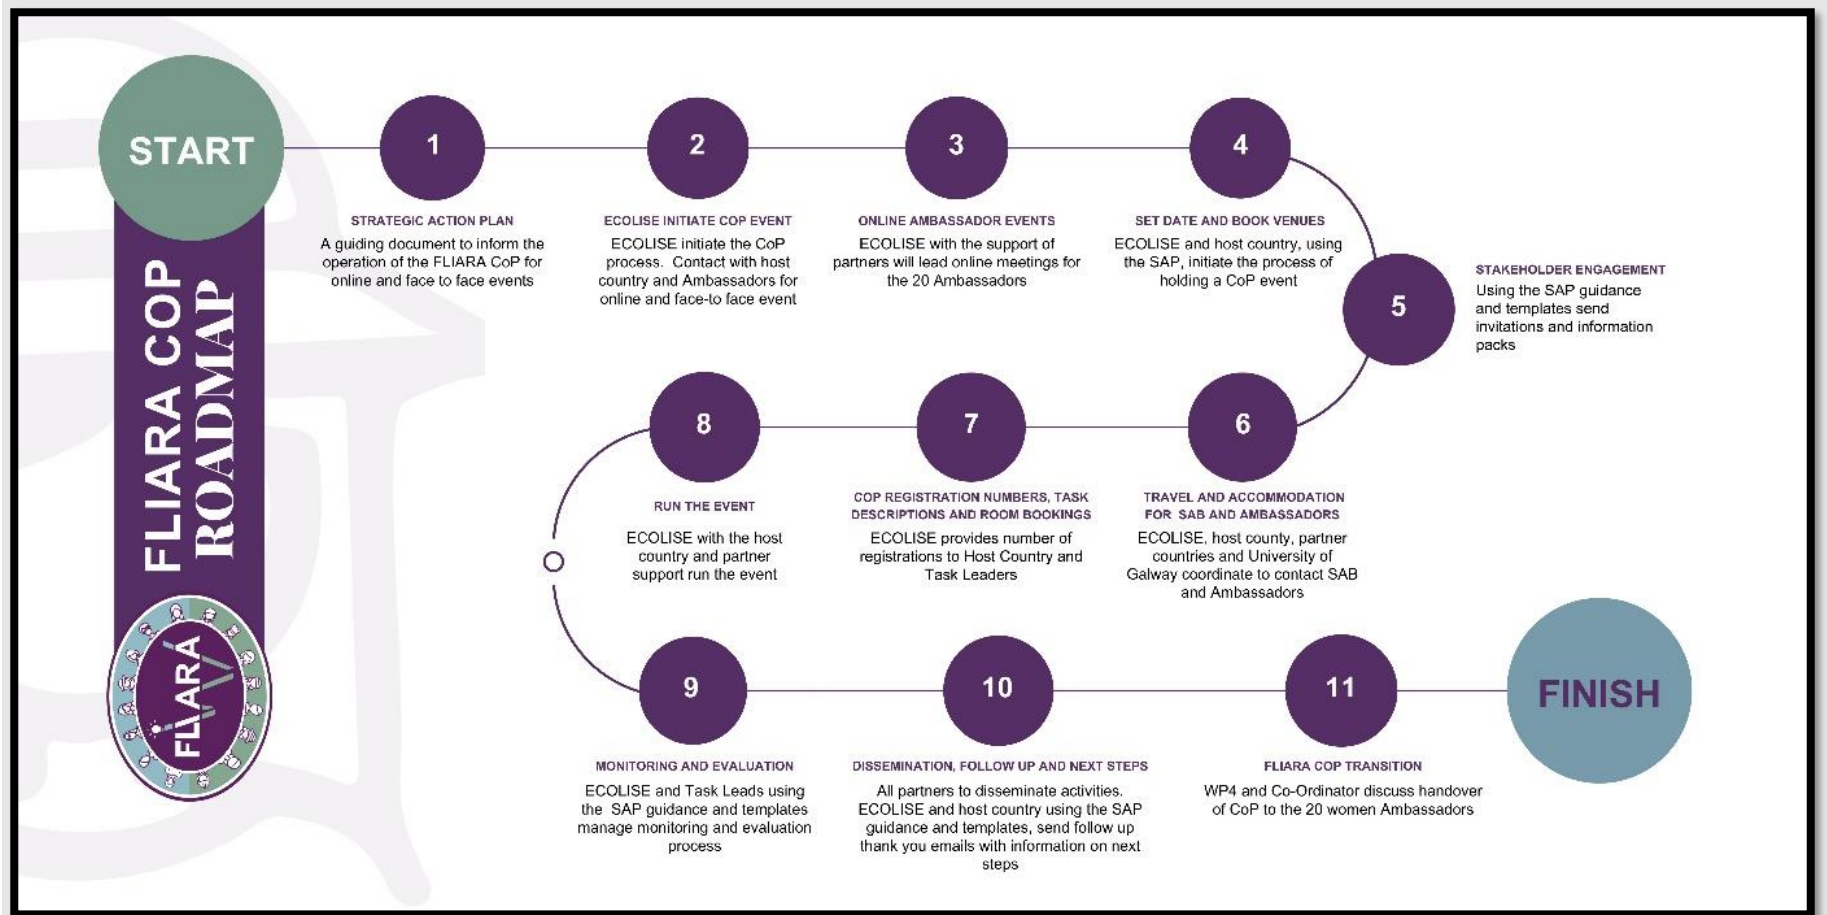 START
FLIARA COP
ROADMAP
FLIARA
1
STRATEGIC ACTION PLAN
A guiding document to inform the
operation of the FLIARA CoP for
online and face to face events
2
ECOLISE INITIATE COP EVENT
ECOLISE initiate the CoP
process. Contact with host
country and Ambassadors for
online and face-to face event
3
ONLINE AMBASSADOR EVENTS
ECOLISE with the support of
partners will lead online meetings for
the 20 Ambassadors
4
SET DATE AND BOOK VENUES
ECOLISE and host country, using
the SAP, initiate the process of
holding a CoP event
5
STAKEHOLDER ENGAGEMENT
Using the SAP guidance
and templates send
invitations and information
packs
6
TRAVEL AND ACCOMMODATION
FOR SAB AND AMBASSADORS
ECOLISE, host county, partner
countries and University of
Galway coordinate to contact SAB
and Ambassadors
7
COP REGISTRATION NUMBERS, TASK
DESCRIPTIONS AND ROOM BOOKINGS
ECOLISE provides number of
registrations to Host Country and
Task Leaders
8
RUN THE EVENT
ECOLISE with the host
country and partner
support run the event
9
MONITORING AND EVALUATION
ECOLISE and Task Leads using
the SAP guidance and templates
manage monitoring and evaluation
process
10
DISSEMINATION, FOLLOW UP AND NEXT STEPS
All partners to disseminate activities.
ECOLISE and host country using the SAP
guidance and templates, send follow up
thank you emails with information on next
steps
11
FLIARA COP TRANSITION
WP4 and Co-Ordinator discuss handover
of CoP to the 20 women Ambassadors
FINISH